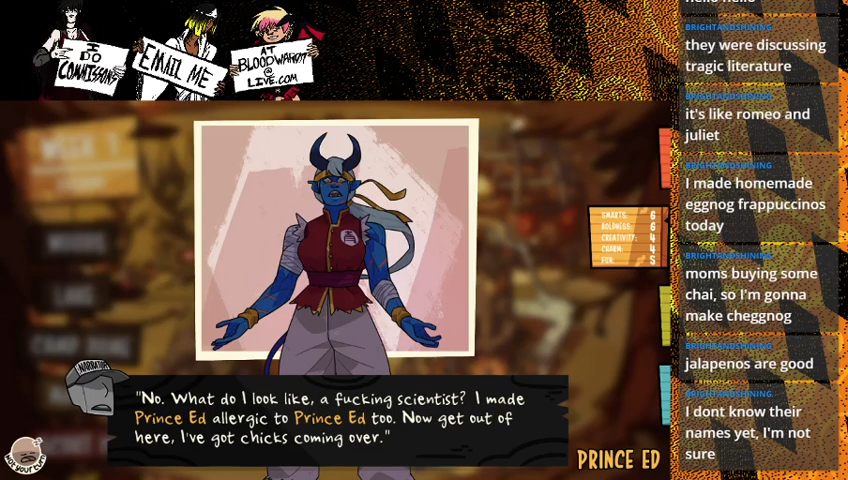 I DO
COMMISSONS
EMAIL ME
AT
BLOODWARAT
@
LIVE.COM
SMARTS: 6
BOLDNESS: 6
CREATIVITY: 4
CHARM: 4
FUN: 5
NARRATOR
"No. What do I look like, a fucking scientist? I made
Prince Ed allergic to Prince Ed too. Now get out of
here, I've got chicks coming over."
PRINCE ED
BRIGHTANDSHINING
they were discussing
tragic literature
BRIGHTANDSHINING
it's like romeo and
juliet
BRIGHTANDSHINING
I made homemade
eggnog frappuccinos
today
BRIGHTANDSHINING
moms buying some
chai, so I'm gonna
make cheggnog
BRIGHTANDSHINING
jalapenos are good
BRIGHTANDSHINING
I dont know their
names yet, I'm not
sure